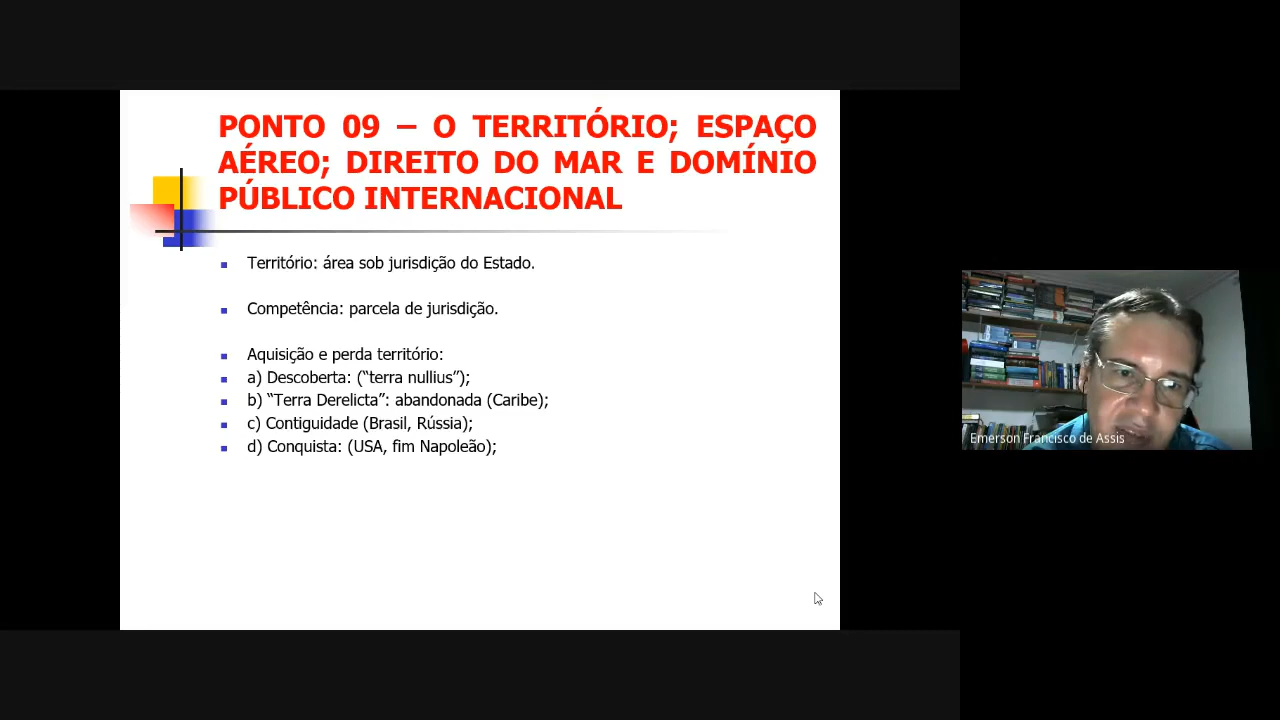 PONTO 09 – O TERRITÓRIO; ESPAÇO
AÉREO; DIREITO DO MAR E DOMÍNIO
PÚBLICO INTERNACIONAL
Território: área sob jurisdição do Estado.
Competência: parcela de jurisdição.
Aquisição e perda território:
a) Descoberta: (“terra nullius”);
b) “Terra Derelicta”: abandonada (Caribe);
c) Contiguidade (Brasil, Rússia);
d) Conquista: (USA, fim Napoleão);
Emerson Francisco de Assis